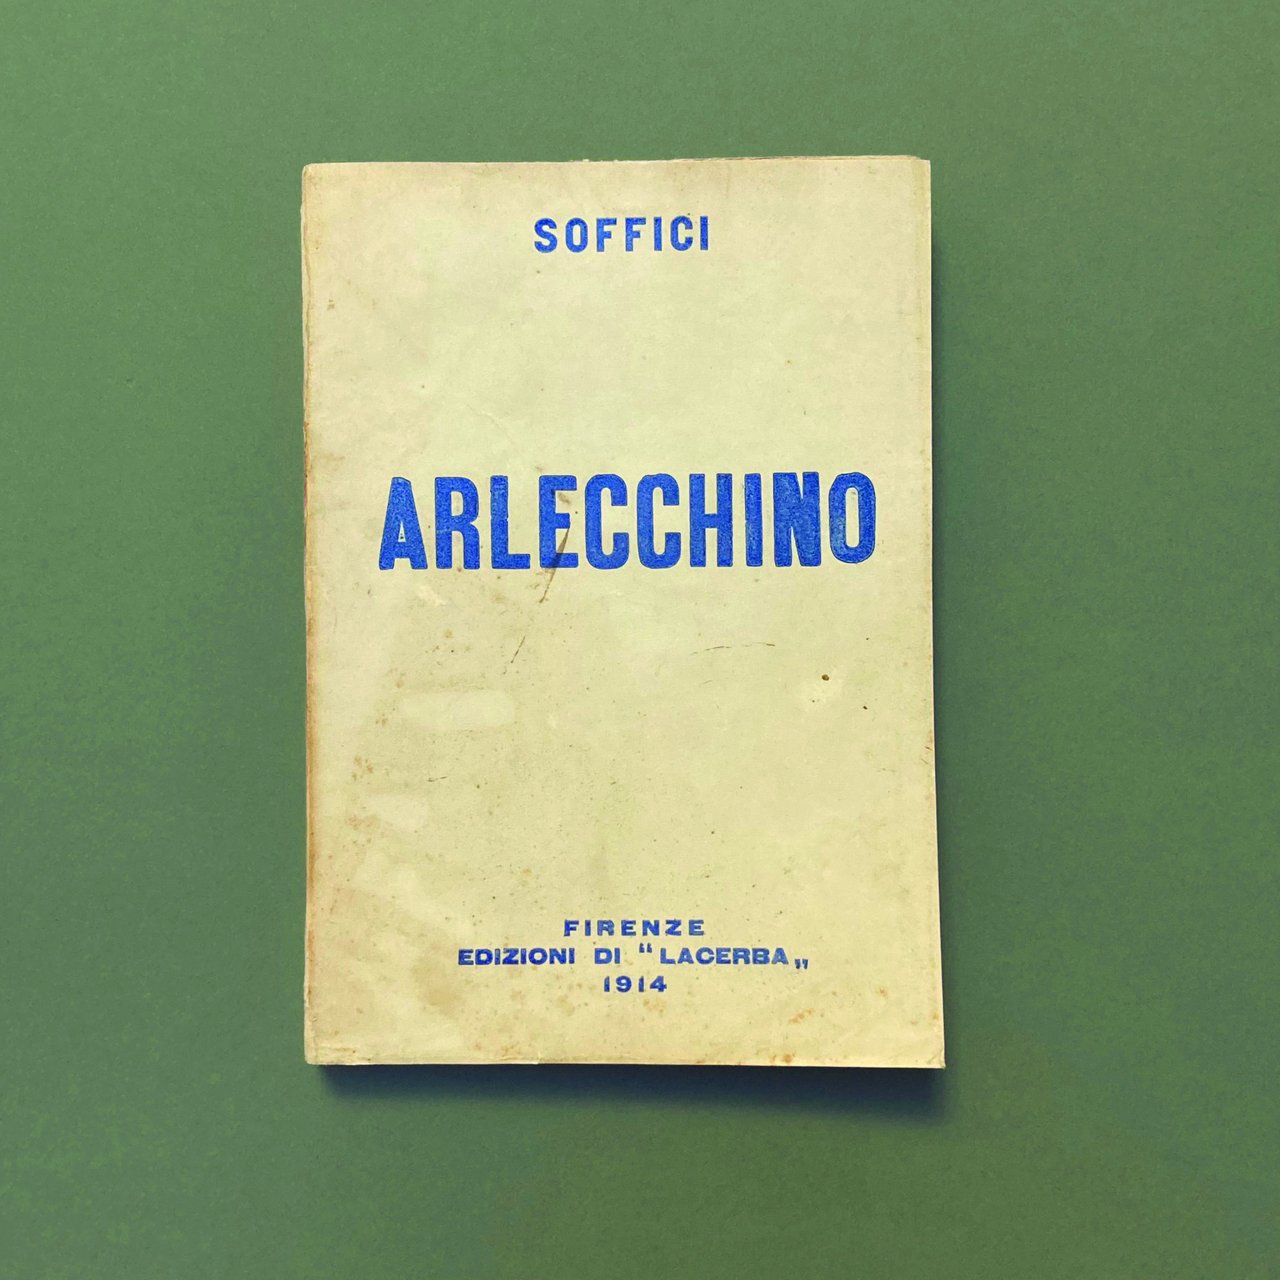 SOFFICI
ARLECCHINO
FIRENZE
EDIZIONI DI “ LACERBA „
1914